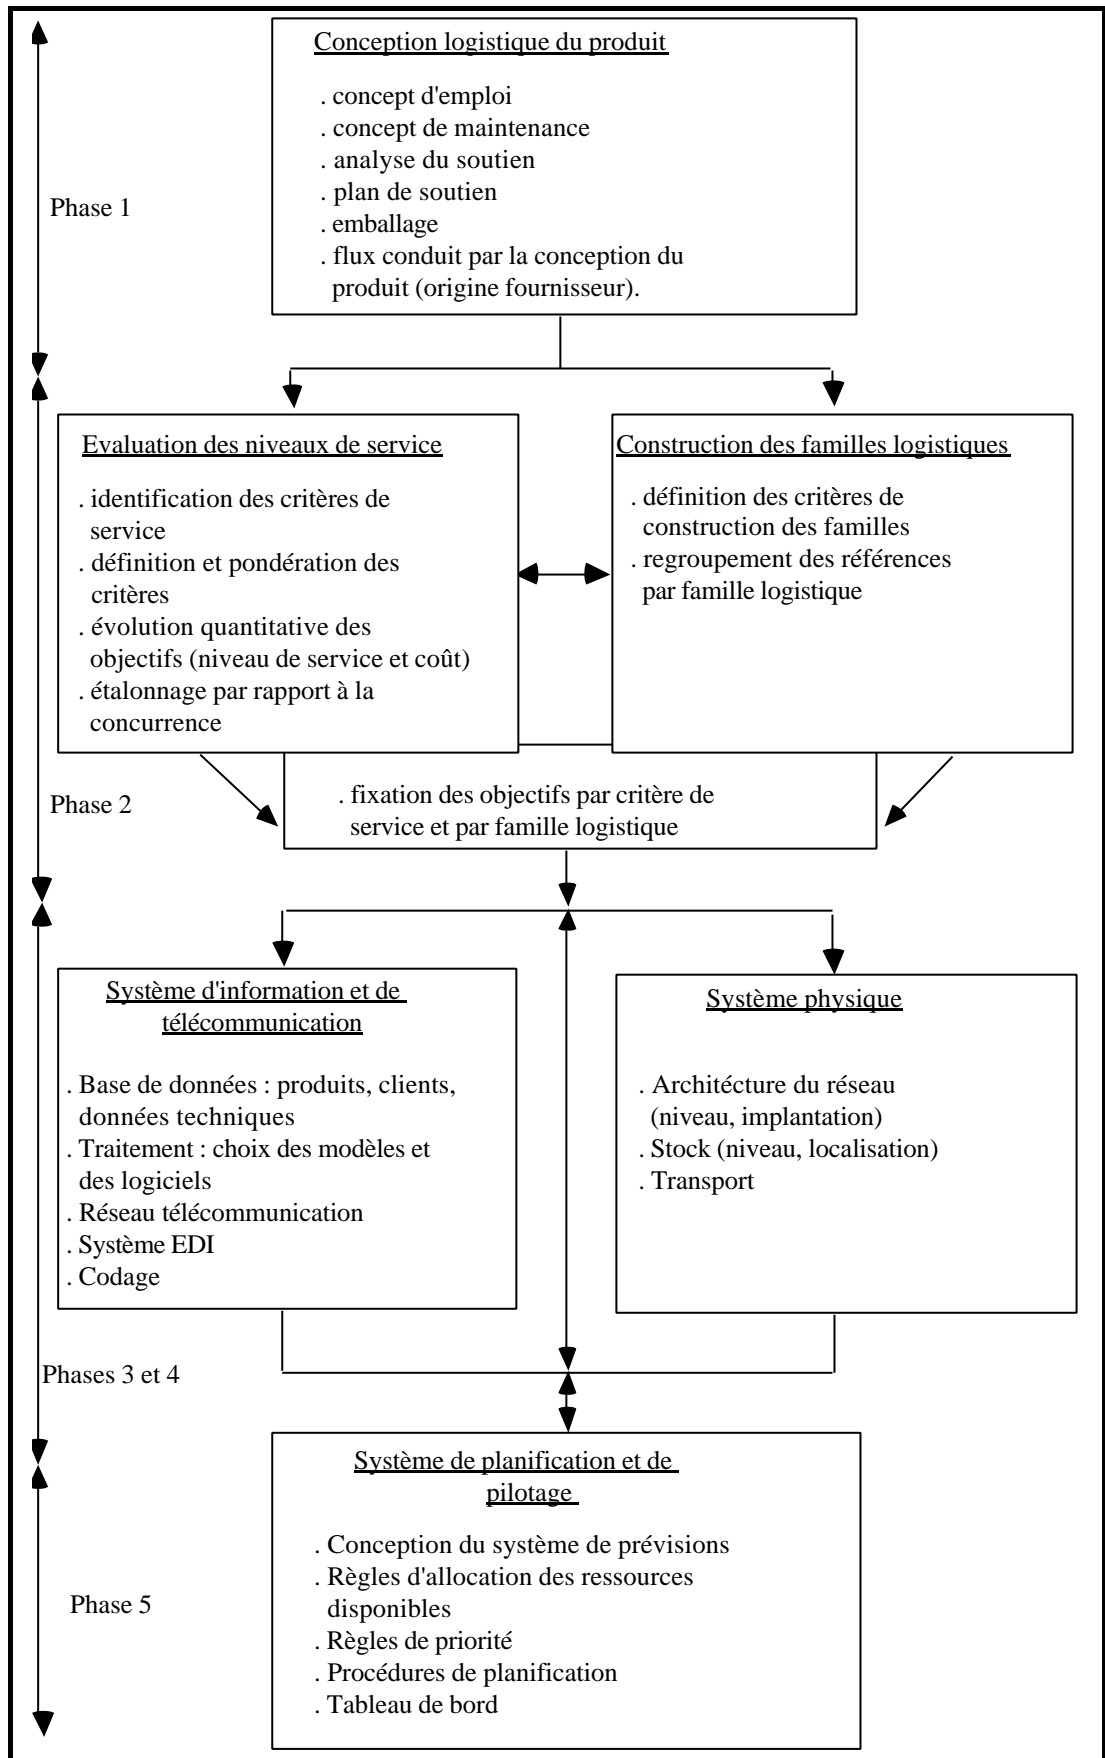 Conception logistique du produit
. concept d'emploi
. concept de maintenance
. analyse du soutien
. plan de soutien
. emballage
. flux conduit par la conception du
produit (origine fournisseur).
Phase 1
Evaluation des niveaux de service
. identification des critères de
service
. définition et pondération des
critères
. évolution quantitative des
objectifs (niveau de service et coût)
. étalonnage par rapport à la
concurrence
Construction des familles logistiques
. définition des critères de
construction des familles
. regroupement des références
par famille logistique
Phase 2
. fixation des objectifs par critère de
service et par famille logistique
Système d'information et de
télécommunication
. Base de données : produits, clients,
données techniques
. Traitement : choix des modèles et
des logiciels
. Réseau télécommunication
. Système EDI
. Codage
Système physique
. Architécture du réseau
(niveau, implantation)
. Stock (niveau, localisation)
. Transport
Phases 3 et 4
Système de planification et de
pilotage
. Conception du système de prévisions
. Règles d'allocation des ressources
disponibles
. Règles de priorité
. Procédures de planification
. Tableau de bord
Phase 5